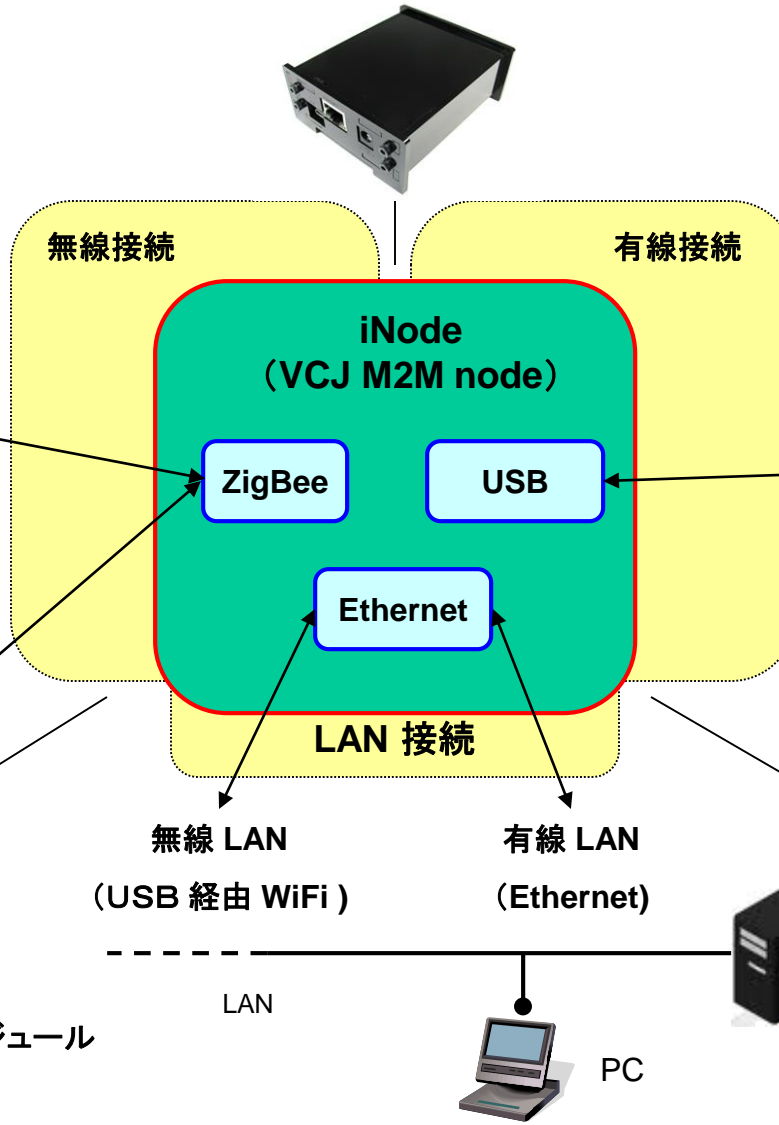 無線接続
有線接続
iNode
（VCJ M2M node）
ZigBee
USB
Ethernet
LAN 接続
無線 LAN
（USB 経由 WiFi )
有線 LAN
（Ethernet)
LAN
ジュール
PC